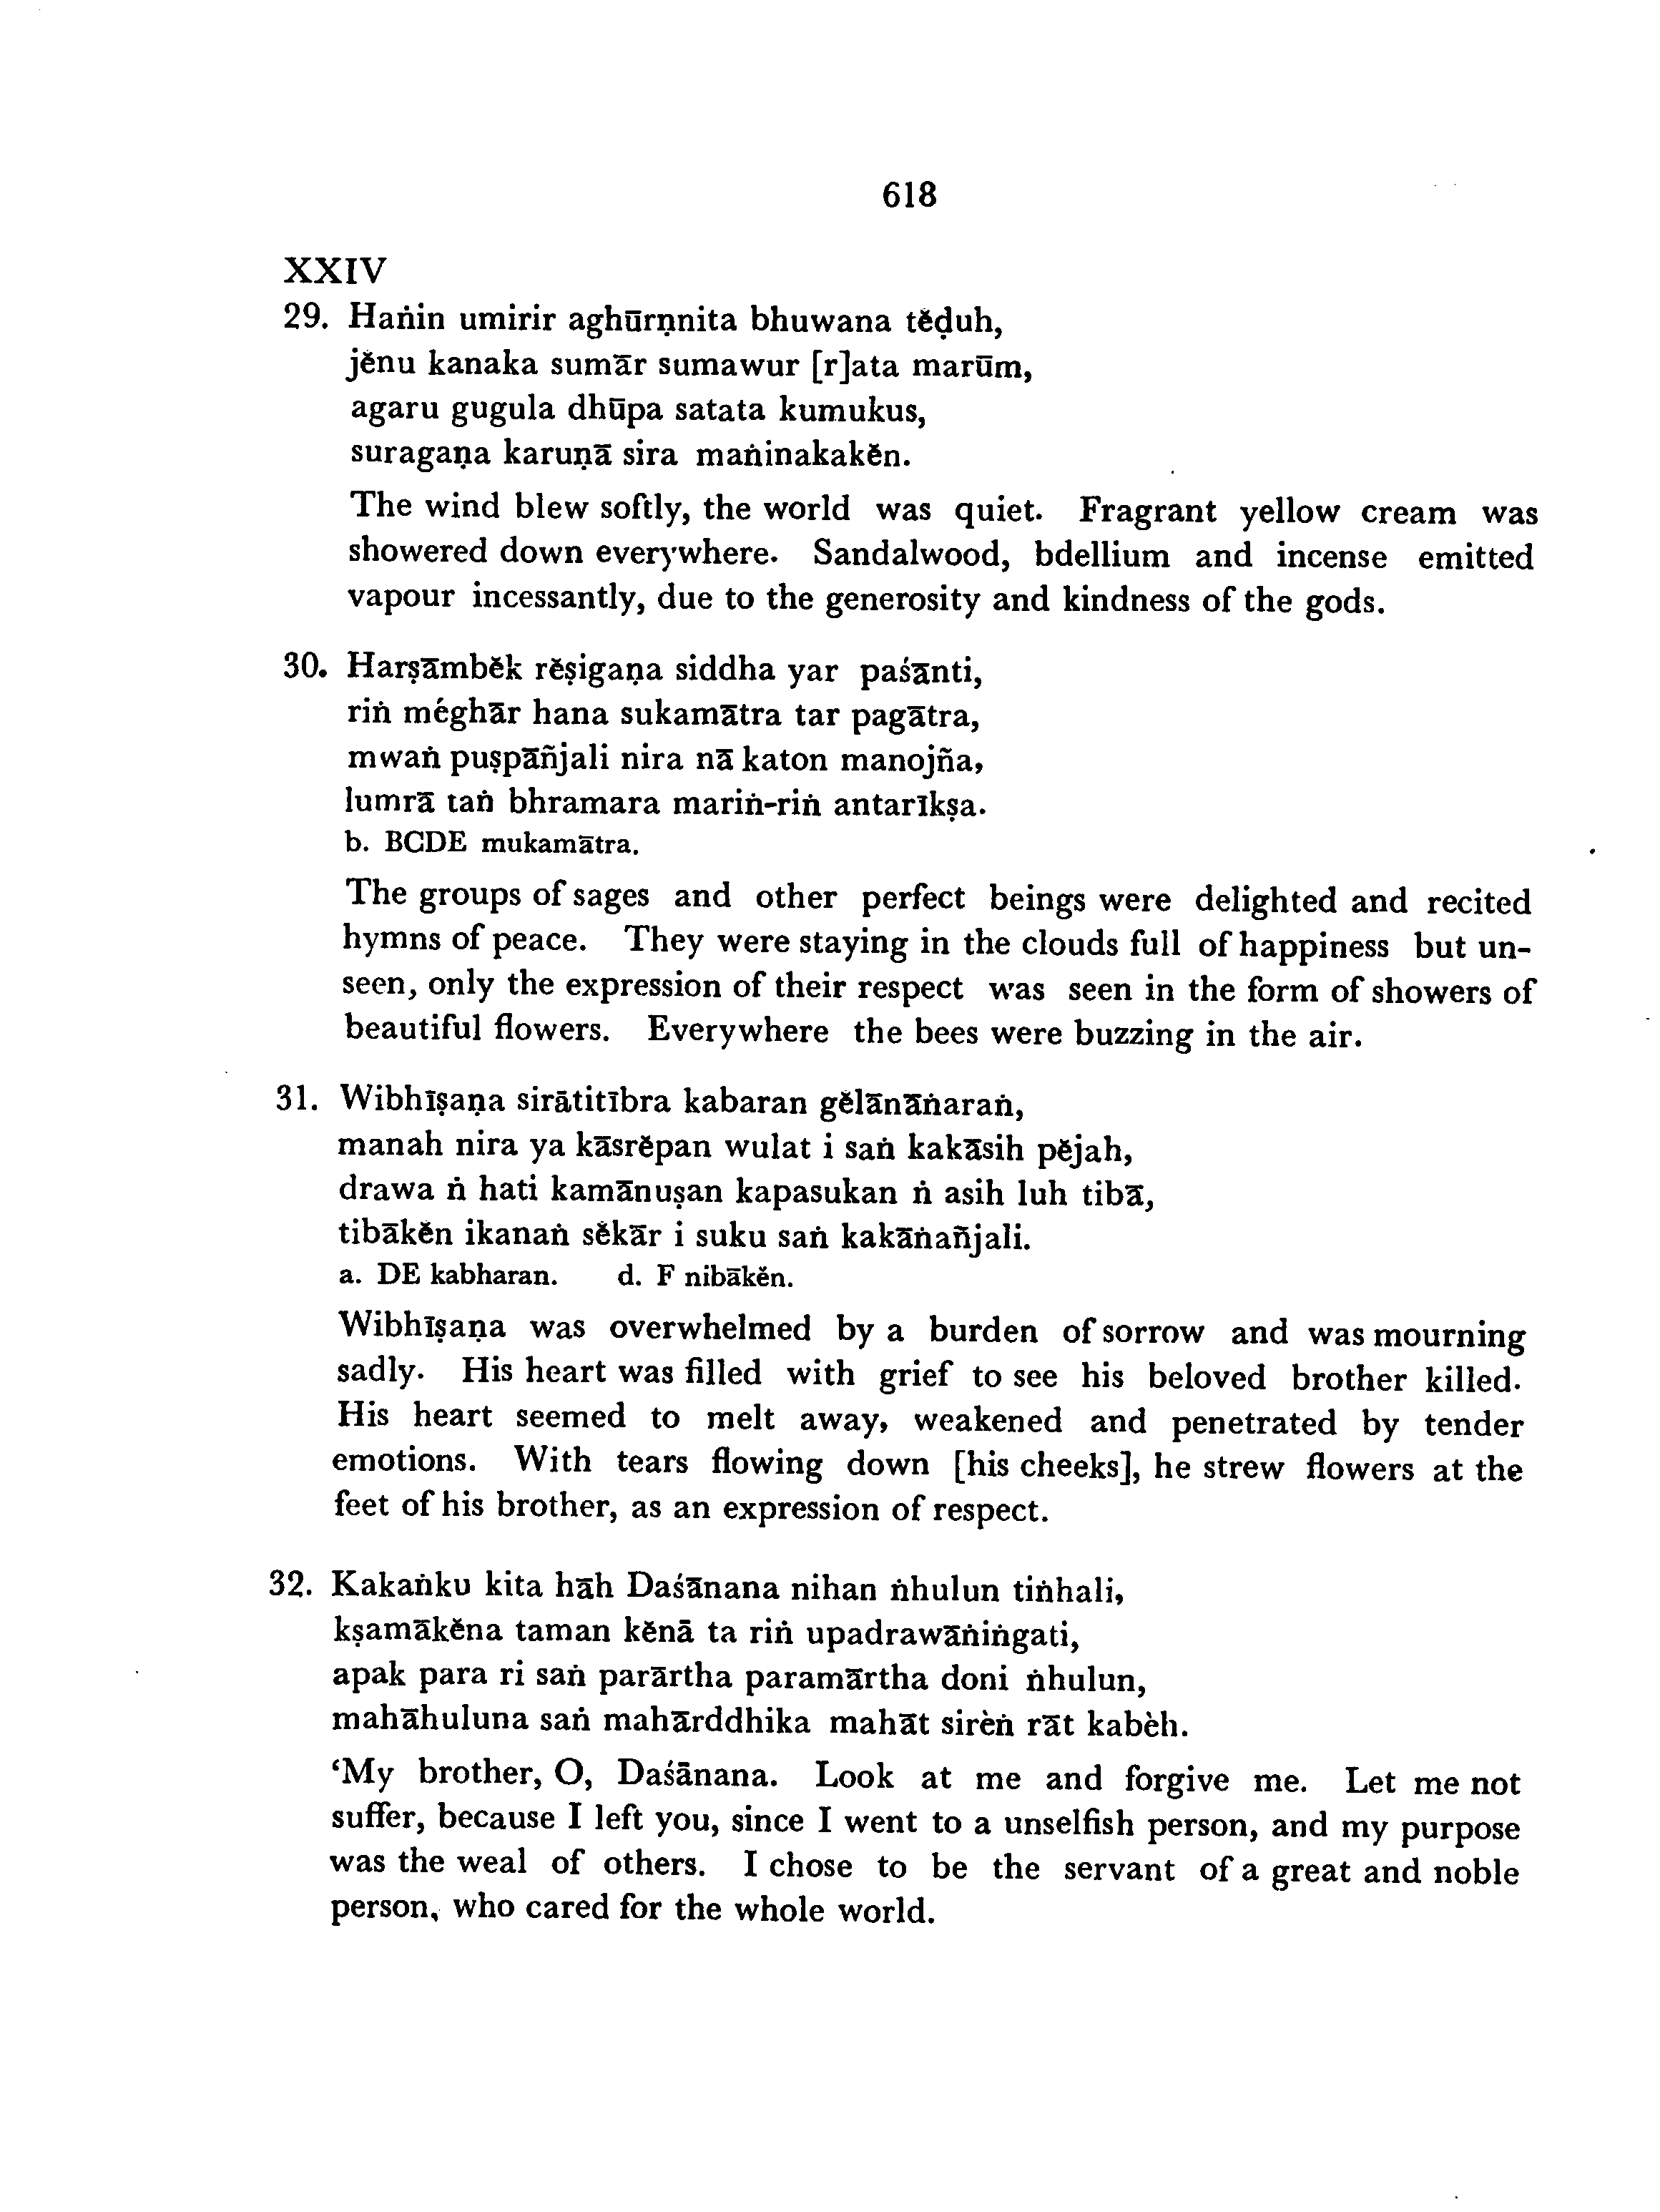 618
XXIV
29. Haṅin umirir aghūrṇnita bhuwana tĕḍuh,
jĕnu kanaka sumār sumawur [r]ata marūm,
agaru gugula dhūpa satata kumukus,
suragaṇa karuṇā sira maṅinakakĕn.
The wind blew softly, the world was quiet. Fragrant yellow cream was
showered down everywhere. Sandalwood, bdellium and incense emitted
vapour incessantly, due to the generosity and kindness of the gods.
30. Harṣāmbĕk rĕṣigaṇa siddha yar paśānti,
riṅ méghār hana sukamātra tar pagātra,
mwaṅ puṣpāñjali nira nā katon manojña,
lumrā taṅ bhramara mariṅ-riṅ antarīkṣa.
b. BCDE mukamātra.
The groups of sages and other perfect beings were delighted and recited
hymns of peace. They were staying in the clouds full of happiness but un-
seen, only the expression of their respect was seen in the form of showers of
beautiful flowers. Everywhere the bees were buzzing in the air.
31. Wibhīṣaṇa sirātitībra kabaran gĕlānāṅaraṅ,
manah nira ya kāsrĕpan wulat i saṅ kakāsih pĕjah,
drawa ṅ hati kamānuṣan kapasukan ṅ asih luh tibā,
tibākĕn ikanaṅ sĕkār i suku saṅ kakāṅañjali.
a. DE kabharan. d. F nibākĕn.
Wibhīṣaṇa was overwhelmed by a burden of sorrow and was mourning
sadly. His heart was filled with grief to see his beloved brother killed.
His heart seemed to melt away, weakened and penetrated by tender
emotions. With tears flowing down [his cheeks], he strew flowers at the
feet of his brother, as an expression of respect.
32. Kakaṅku kita hāh Daśānana nihan ṅhulun tiṅhali,
kṣamākĕna taman kĕnā ta riṅ upadrawāṅiṅgati,
apak para ri saṅ parārtha paramārtha doni ṅhulun,
mahāhuluna saṅ mahārddhika mahāt sirèṅ rāt kabèh.
‘My brother, O, Daśānana. Look at me and forgive me. Let me not
suffer, because I left you, since I went to a unselfish person, and my purpose
was the weal of others. I chose to be the servant of a great and noble
person, who cared for the whole world.